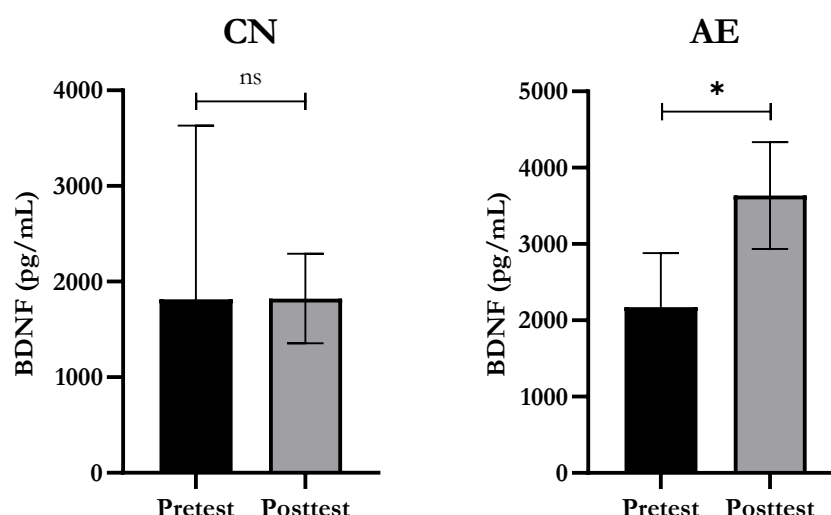 CN
ns
4000
3000
2000
1000
0
BDNF (pg/mL)
Pretest Posttest
AE
*
5000
4000
3000
2000
1000
0
BDNF (pg/mL)
Pretest Posttest